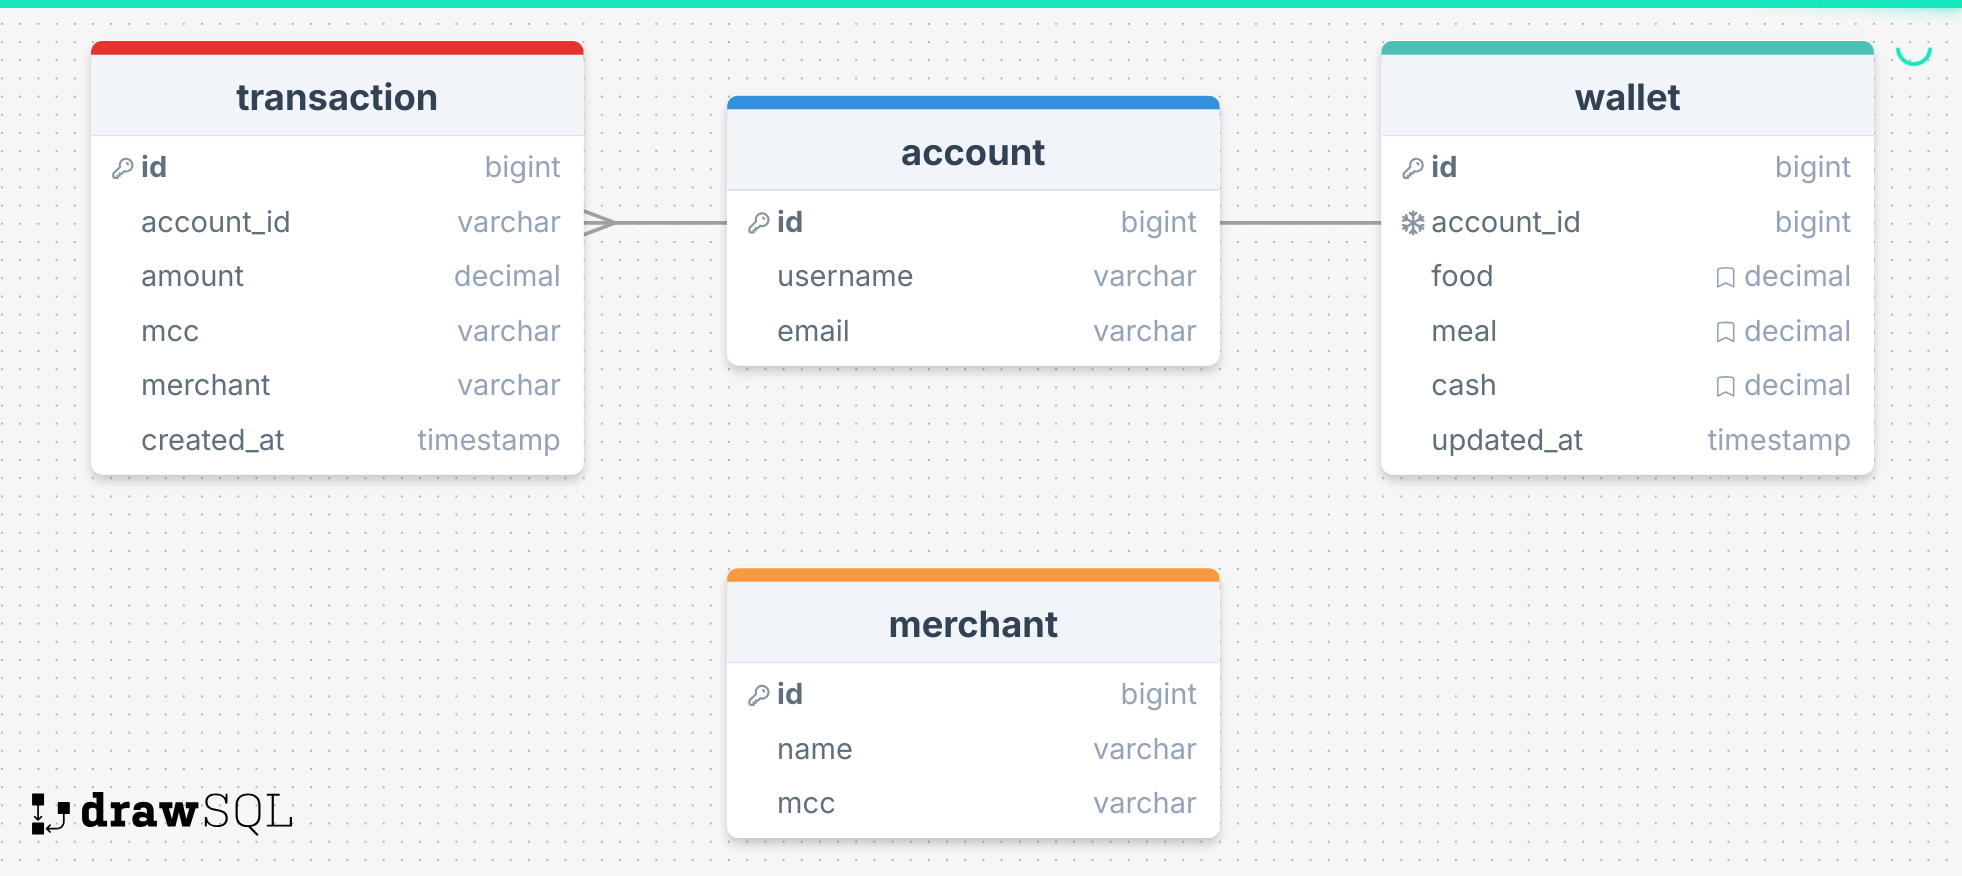 transaction
id bigint
account_id varchar
amount decimal
mcc varchar
merchant varchar
created_at timestamp
account
id bigint
username varchar
email varchar
wallet
id bigint
account_id bigint
food decimal
meal decimal
cash decimal
updated_at timestamp
merchant
id bigint
name varchar
mcc varchar
drawSQL